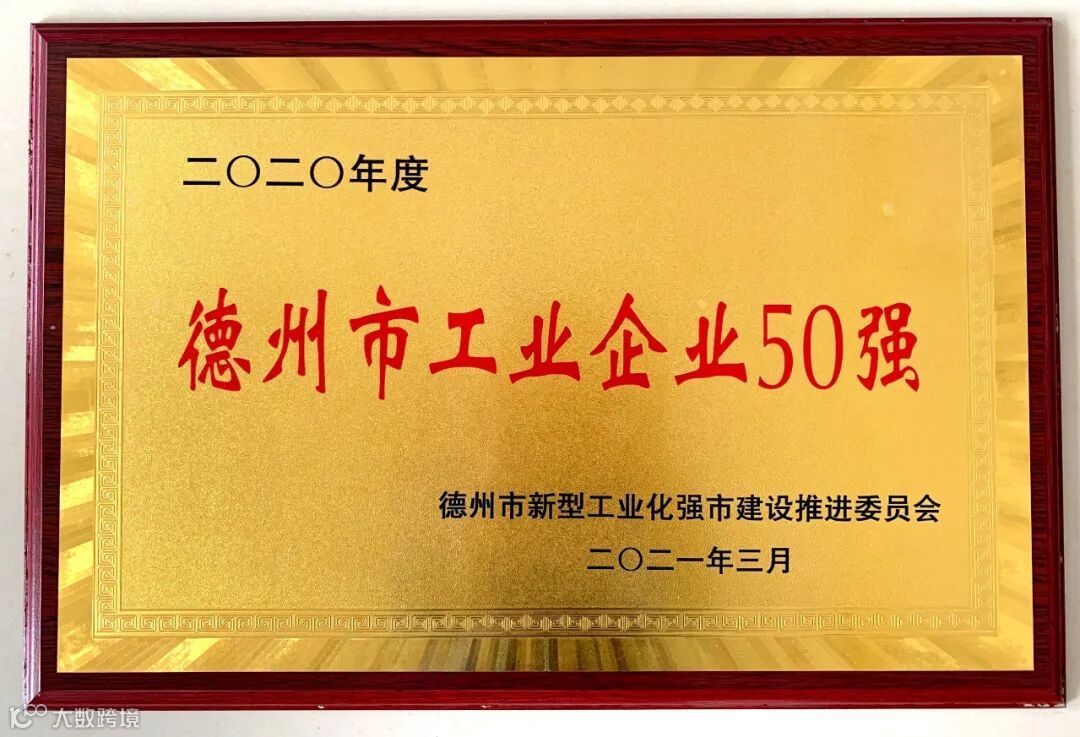 二〇二〇年度
德州市工业企业50强
德州市新型工业化强市建设推进委员会
二〇二一年三月
大数跨境